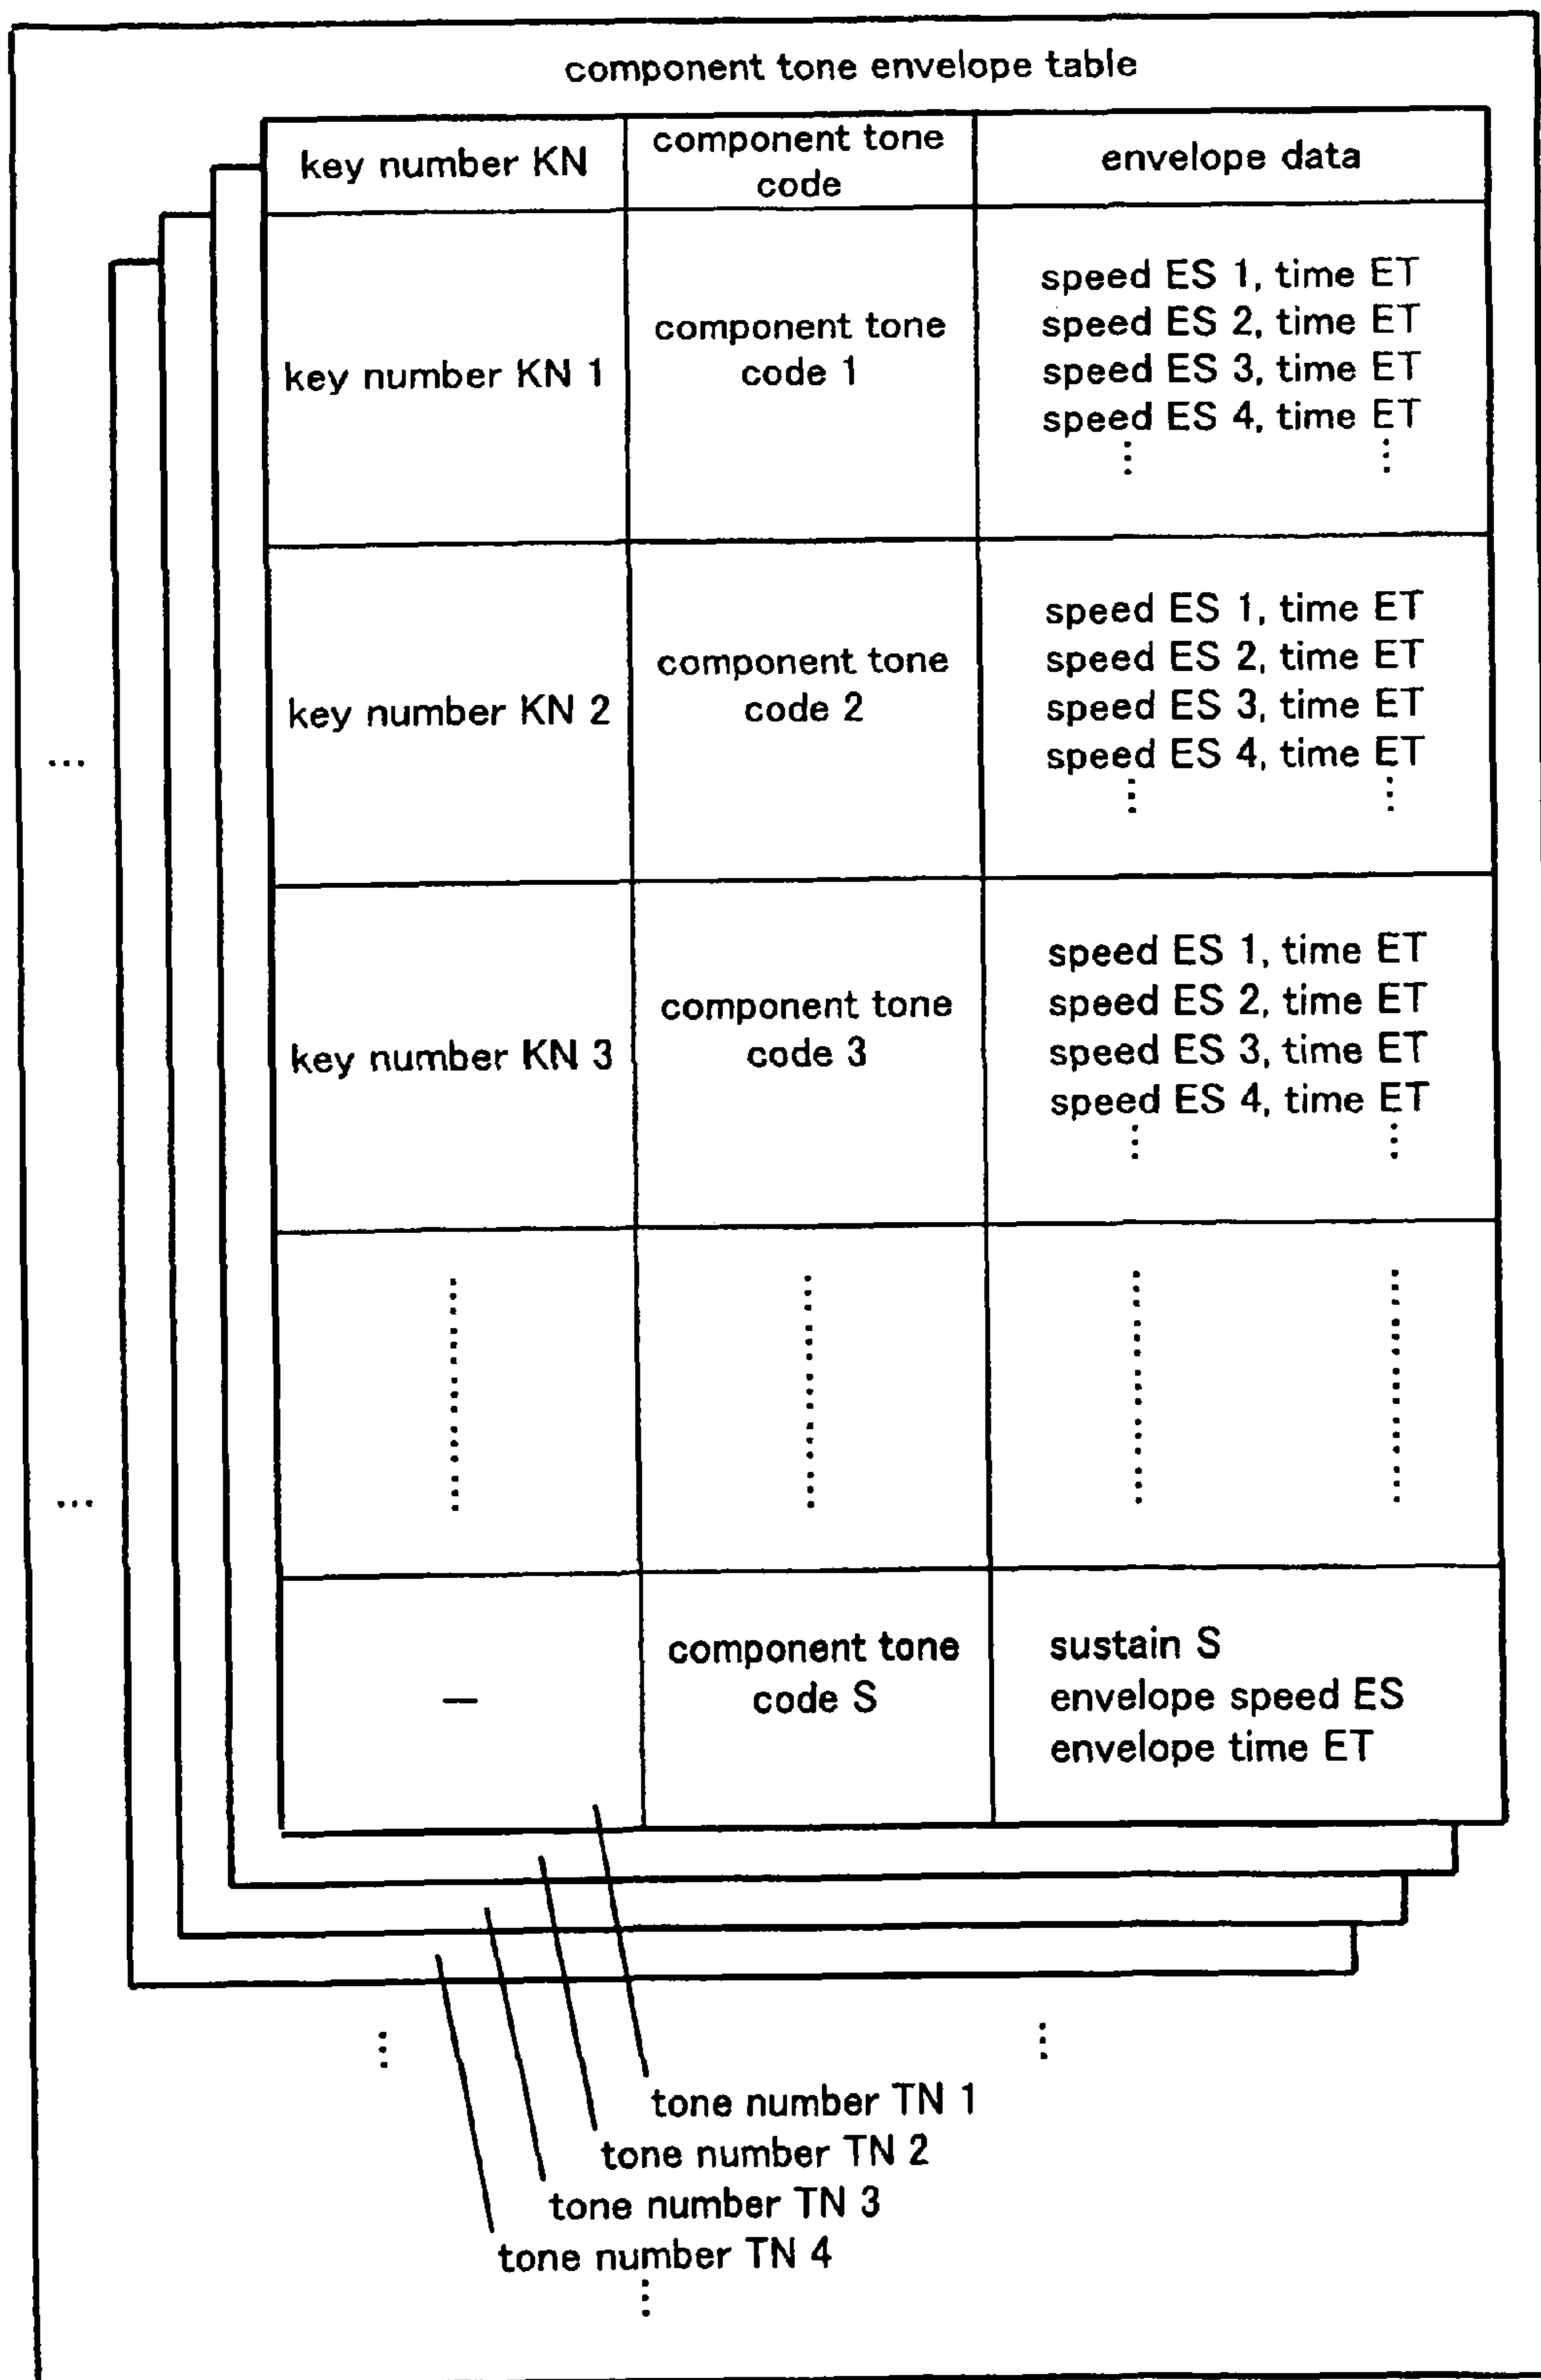 component tone envelope table
key number KN
component tone
code
envelope data
key number KN 1
component tone
code 1
speed ES 1, time ET
speed ES 2, time ET
speed ES 3, time ET
speed ES 4, time ET
⋮ ⋮
key number KN 2
component tone
code 2
speed ES 1, time ET
speed ES 2, time ET
speed ES 3, time ET
speed ES 4, time ET
⋮ ⋮
...
key number KN 3
component tone
code 3
speed ES 1, time ET
speed ES 2, time ET
speed ES 3, time ET
speed ES 4, time ET
⋮ ⋮
...
—
component tone
code S
sustain S
envelope speed ES
envelope time ET
tone number TN 1
tone number TN 2
tone number TN 3
tone number TN 4
⋮